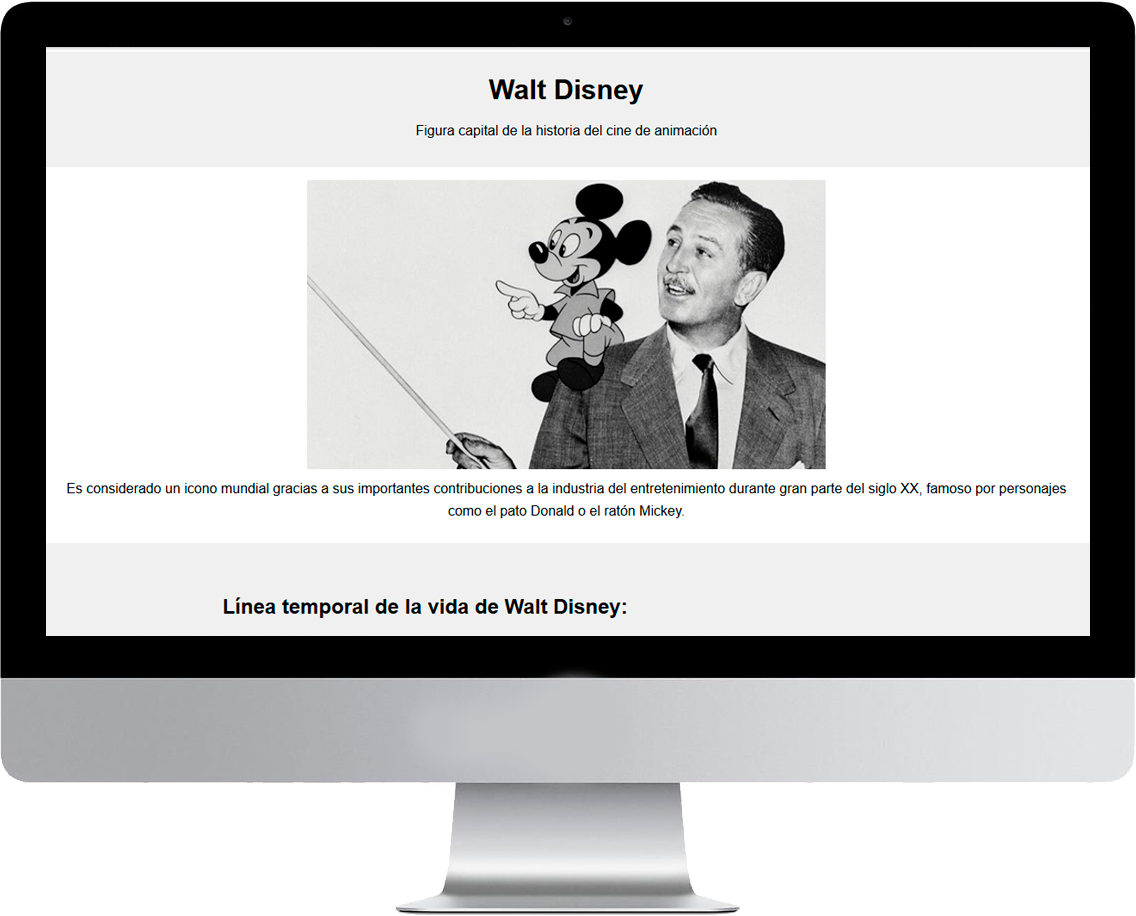 Walt Disney
Figura capital de la historia del cine de animación
Es considerado un icono mundial gracias a sus importantes contribuciones a la industria del entretenimiento durante gran parte del siglo XX, famoso por personajes
como el pato Donald o el ratón Mickey.
Línea temporal de la vida de Walt Disney: